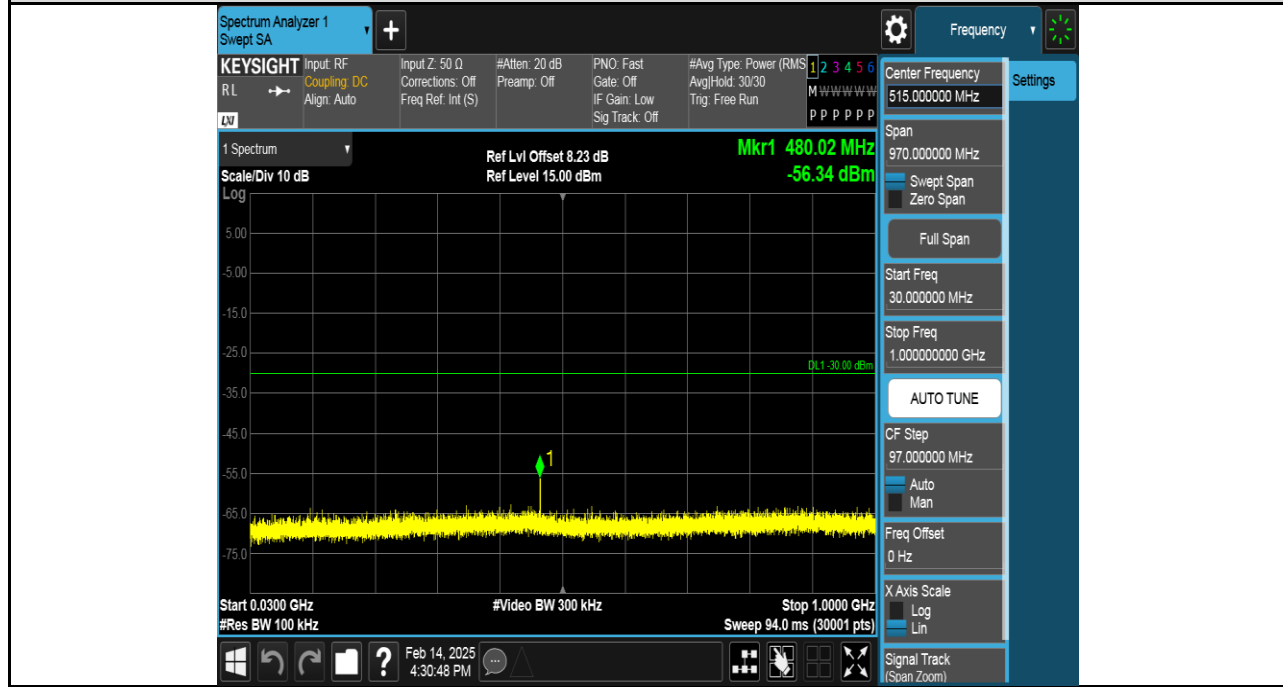 Spectrum Analyzer 1
Swept SA
+
Frequency
KEYSIGHT
RL
LXI
Input: RF
Coupling: DC
Align: Auto
Input Z: 50 Ω
Corrections: Off
Freq Ref: Int (S)
#Atten: 20 dB
Preamp: Off
PNO: Fast
Gate: Off
IF Gain: Low
Sig Track: Off
#Avg Type: Power (RMS
Avg|Hold: 30/30
Trig: Free Run
1 2 3 4 5 6
M W W W W W
P P P P P P
1 Spectrum
Scale/Div 10 dB
Log
Ref Lvl Offset 8.23 dB
Ref Level 15.00 dBm
Mkr1 480.02 MHz
-56.34 dBm
5.00
-5.00
-15.0
-25.0
DL1 -30.00 dBm
-35.0
-45.0
1
-55.0
-65.0
-75.0
Start 0.0300 GHz
#Res BW 100 kHz
#Video BW 300 kHz
Stop 1.0000 GHz
Sweep 94.0 ms (30001 pts)
Center Frequency
515.000000 MHz
Settings
Span
970.000000 MHz
Swept Span
Zero Span
Full Span
Start Freq
30.000000 MHz
Stop Freq
1.000000000 GHz
AUTO TUNE
CF Step
97.000000 MHz
Auto
Man
Freq Offset
0 Hz
X Axis Scale
Log
Lin
Signal Track
(Span Zoom)
?
Feb 14, 2025
4:30:48 PM